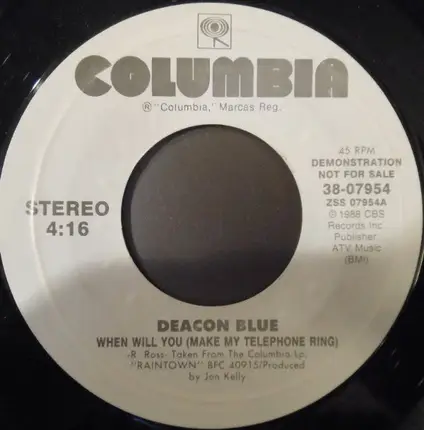 COLUMBIA
® "Columbia," Marcas Reg.
STEREO
4:16
45 RPM
DEMONSTRATION
NOT FOR SALE
38-07954
ZSS 07954A
℗ 1988 CBS
Records Inc.
Publisher
ATV Music
(BMI)
DEACON BLUE
WHEN WILL YOU (MAKE MY TELEPHONE RING)
-R. Ross- Taken From The Columbia Lp.
"RAINTOWN" BFC 40915/Produced
by Jon Kelly